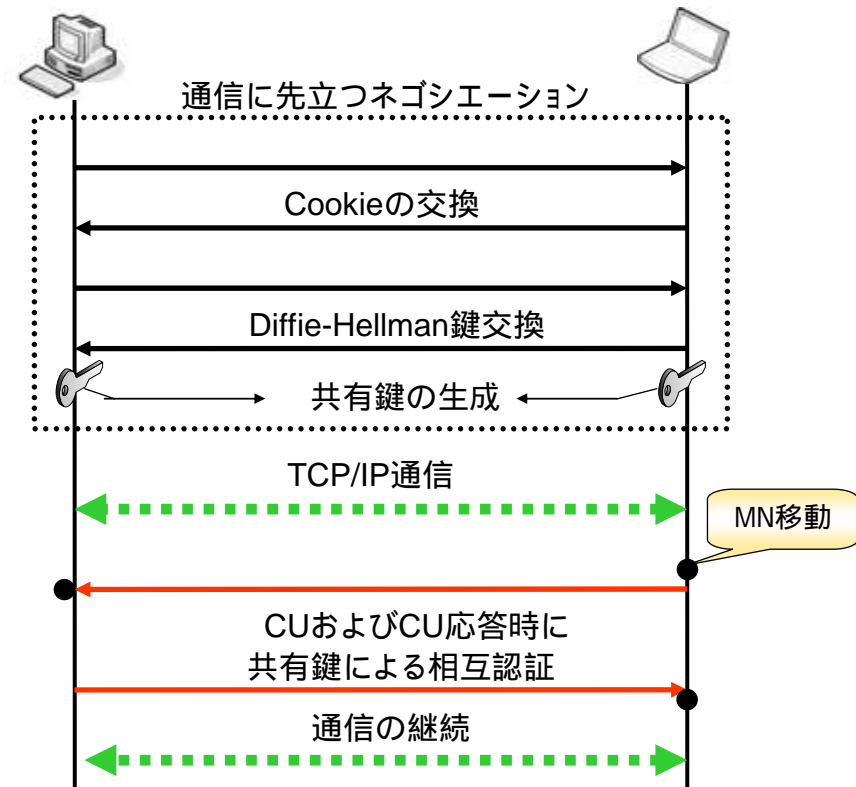 通信に先立つネゴシエーション
Cookieの交換
Diffie-Hellman鍵交換
共有鍵の生成
TCP/IP通信
MN移動
CUおよびCU応答時に
共有鍵による相互認証
通信の継続